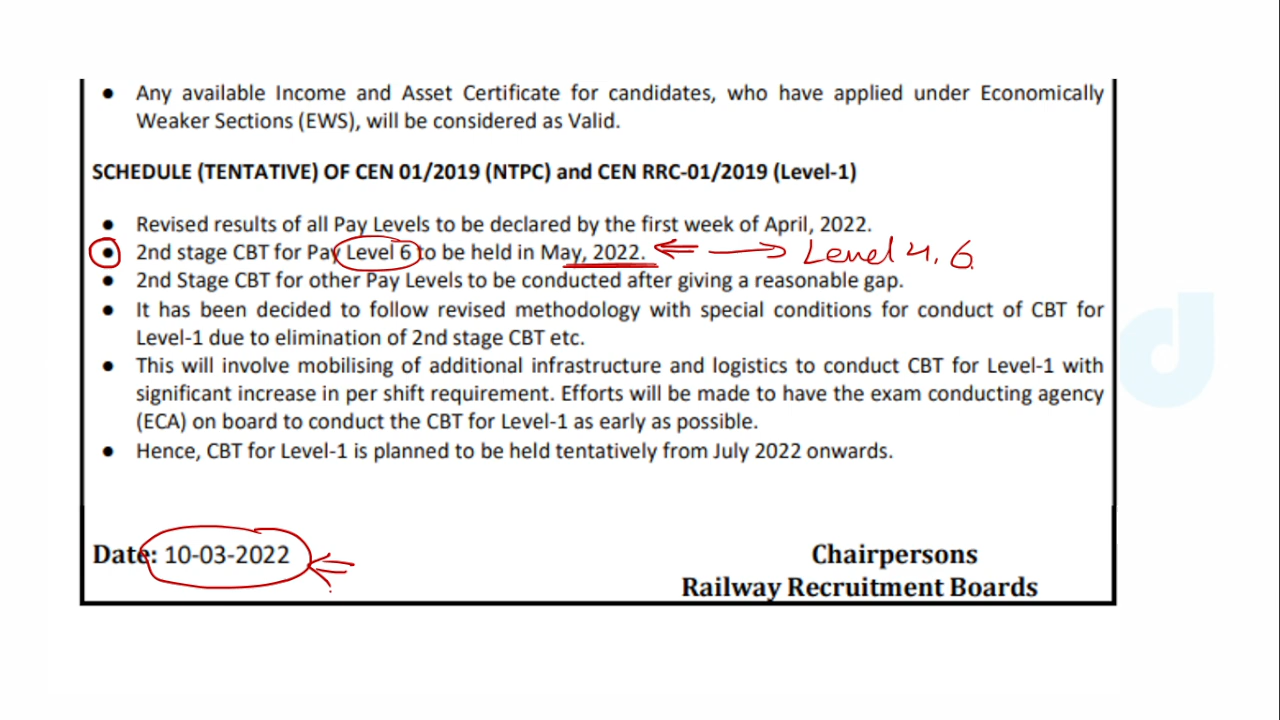 • Any available Income and Asset Certificate for candidates, who have applied under Economically
Weaker Sections (EWS), will be considered as Valid.
SCHEDULE (TENTATIVE) OF CEN 01/2019 (NTPC) and CEN RRC-01/2019 (Level-1)
• Revised results of all Pay Levels to be declared by the first week of April, 2022.
• 2nd stage CBT for Pay Level 6 to be held in May, 2022. Level 4, 6
• 2nd Stage CBT for other Pay Levels to be conducted after giving a reasonable gap.
• It has been decided to follow revised methodology with special conditions for conduct of CBT for
Level-1 due to elimination of 2nd stage CBT etc.
• This will involve mobilising of additional infrastructure and logistics to conduct CBT for Level-1 with
significant increase in per shift requirement. Efforts will be made to have the exam conducting agency
(ECA) on board to conduct the CBT for Level-1 as early as possible.
• Hence, CBT for Level-1 is planned to be held tentatively from July 2022 onwards.
Date: 10-03-2022 Chairpersons
Railway Recruitment Boards